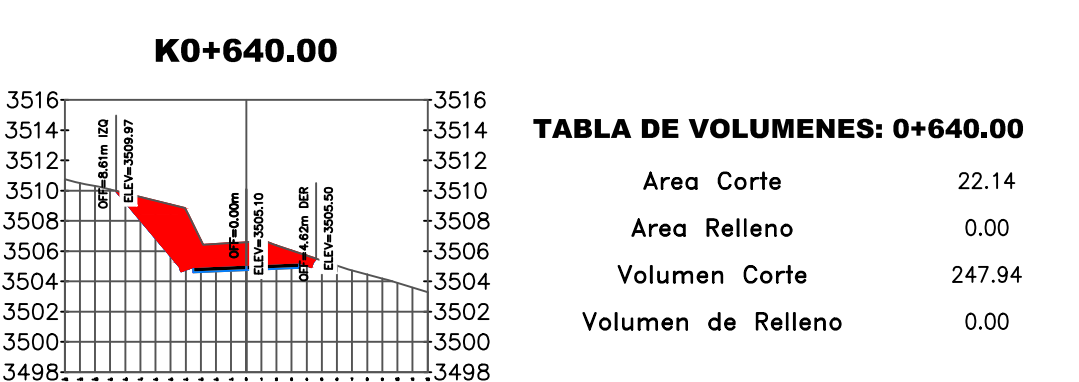 K0+640.00
3516 3516
3514 3514
3512 3512
3510 3510
3508 3508
3506 3506
3504 3504
3502 3502
3500 3500
3498 3498
OFF=8.61m IZQ
ELEV=3509.97
OFF=0.00m
ELEV=3505.10
OFF=4.62m DER
ELEV=3505.50
TABLA DE VOLUMENES: 0+640.00
Area Corte 22.14
Area Relleno 0.00
Volumen Corte 247.94
Volumen de Relleno 0.00